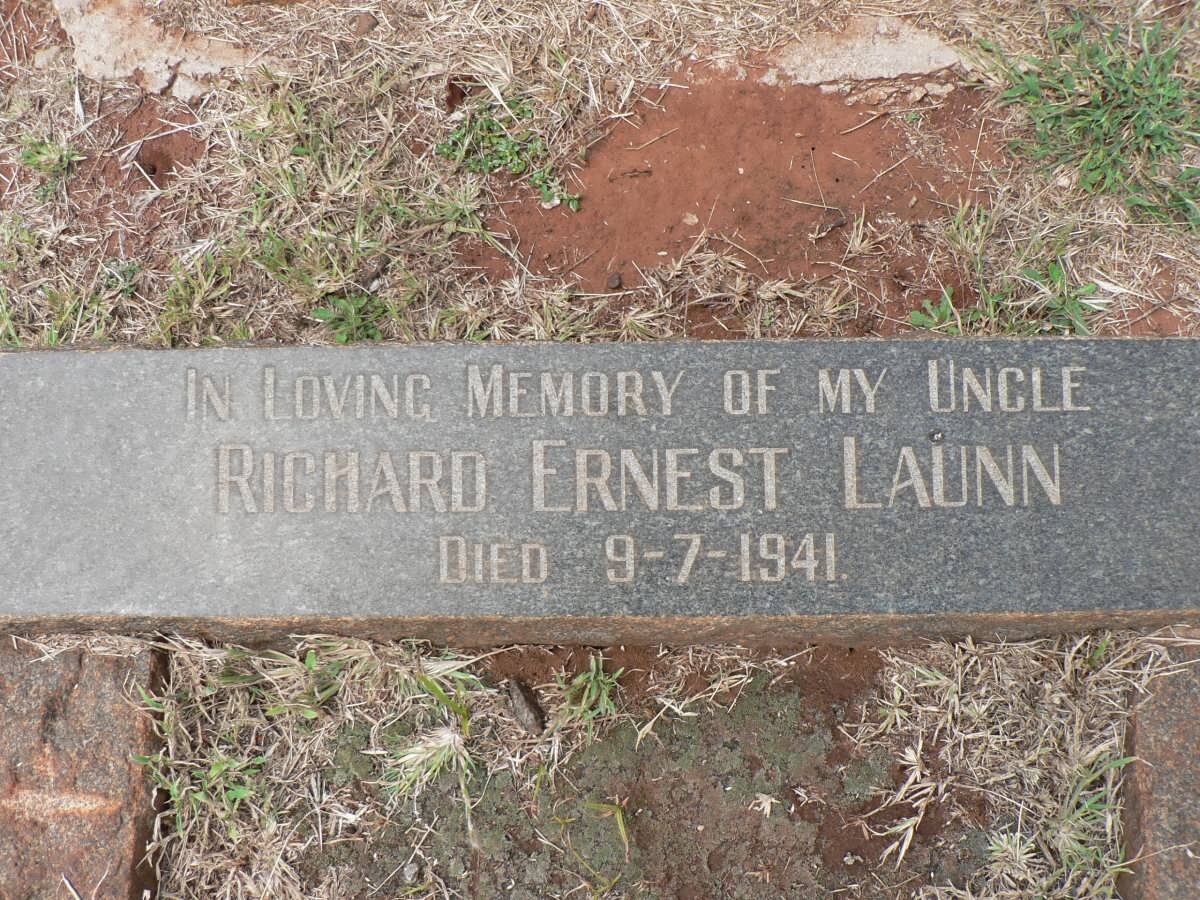 In Loving Memory of my Uncle
Richard Ernest Launn
Died 9-7-1941.